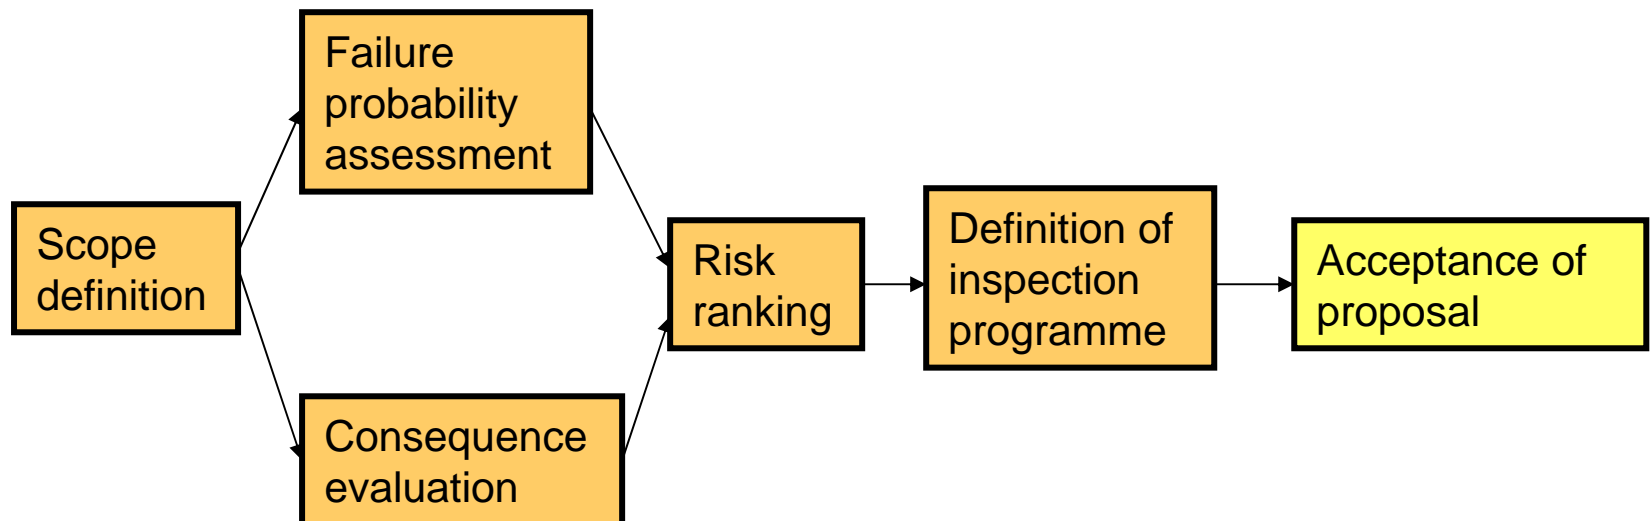 Failure
probability
assessment
Scope
definition
Consequence
evaluation
Risk
ranking
Definition of
inspection
programme
Acceptance of
proposal